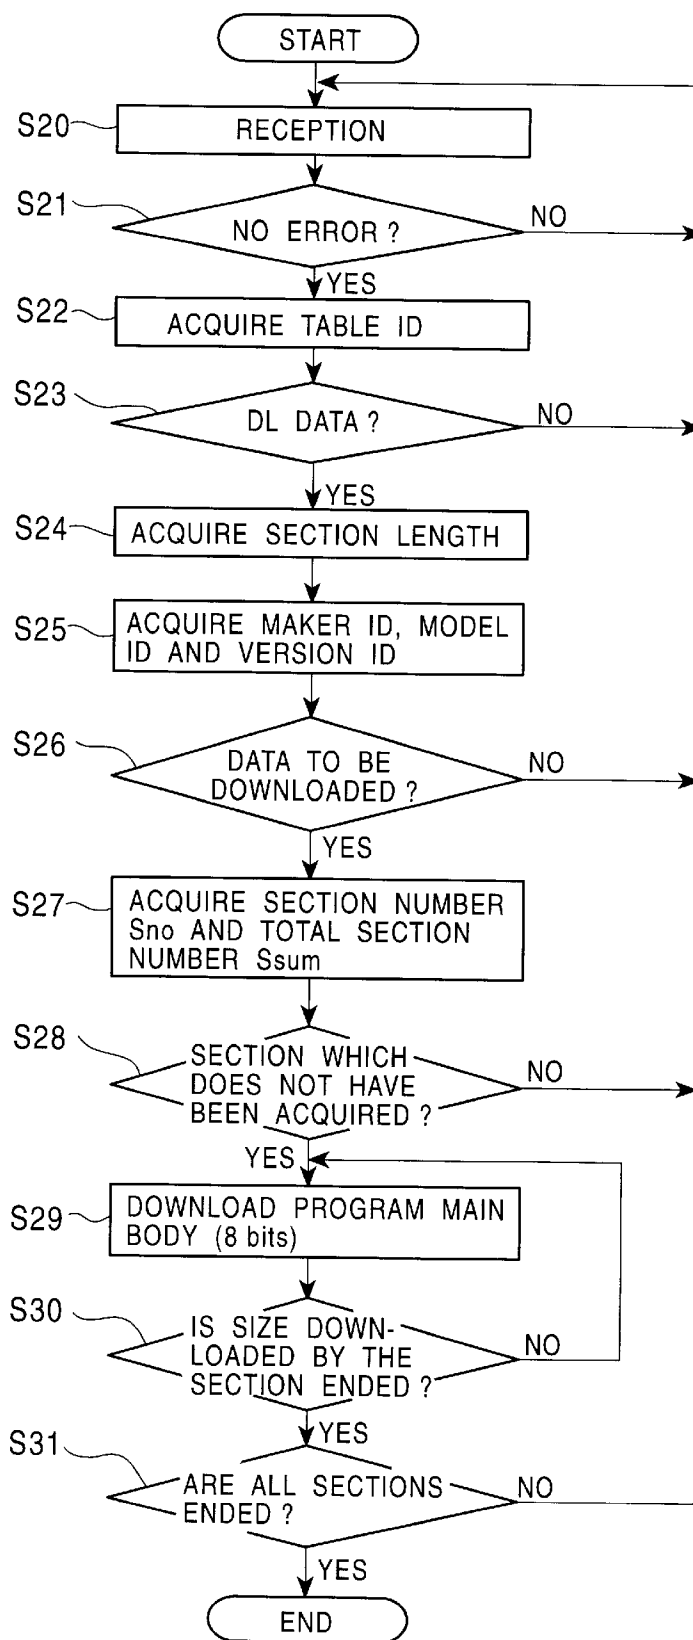 START
S20
RECEPTION
S21
NO ERROR ?
NO
YES
S22
ACQUIRE TABLE ID
S23
DL DATA ?
NO
YES
S24
ACQUIRE SECTION LENGTH
S25
ACQUIRE MAKER ID, MODEL
ID AND VERSION ID
S26
DATA TO BE
DOWNLOADED ?
NO
YES
S27
ACQUIRE SECTION NUMBER
Sno AND TOTAL SECTION
NUMBER Ssum
S28
SECTION WHICH
DOES NOT HAVE
BEEN ACQUIRED ?
NO
YES
S29
DOWNLOAD PROGRAM MAIN
BODY (8 bits)
S30
IS SIZE DOWN-
LOADED BY THE
SECTION ENDED ?
NO
YES
S31
ARE ALL SECTIONS
ENDED ?
NO
YES
END